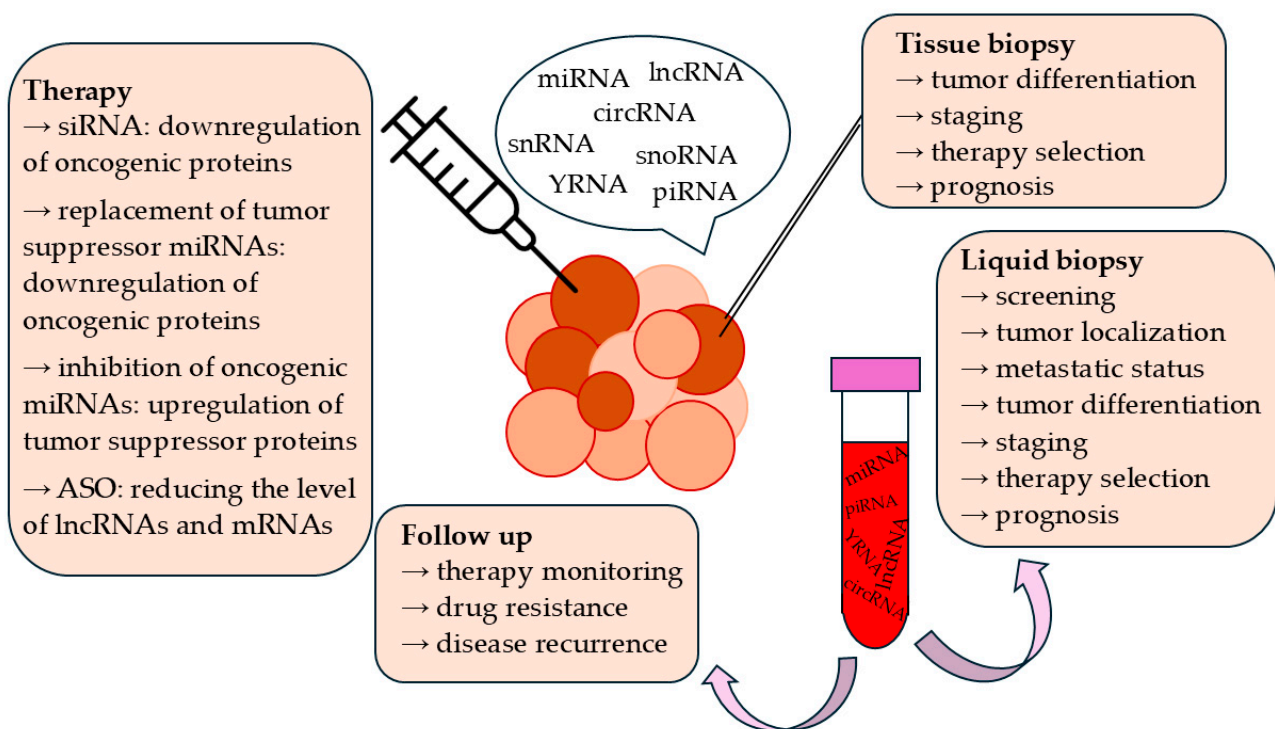 Therapy
→ siRNA: downregulation
of oncogenic proteins
→ replacement of tumor
suppressor miRNAs:
downregulation of
oncogenic proteins
→ inhibition of oncogenic
miRNAs: upregulation of
tumor suppressor proteins
→ ASO: reducing the level
of lncRNAs and mRNAs
miRNA lncRNA
circRNA
snRNA snoRNA
YRNA piRNA
Tissue biopsy
→ tumor differentiation
→ staging
→ therapy selection
→ prognosis
Liquid biopsy
→ screening
→ tumor localization
→ metastatic status
→ tumor differentiation
→ staging
→ therapy selection
→ prognosis
miRNA
piRNA
YRNA
lncRNA
circRNA
Follow up
→ therapy monitoring
→ drug resistance
→ disease recurrence